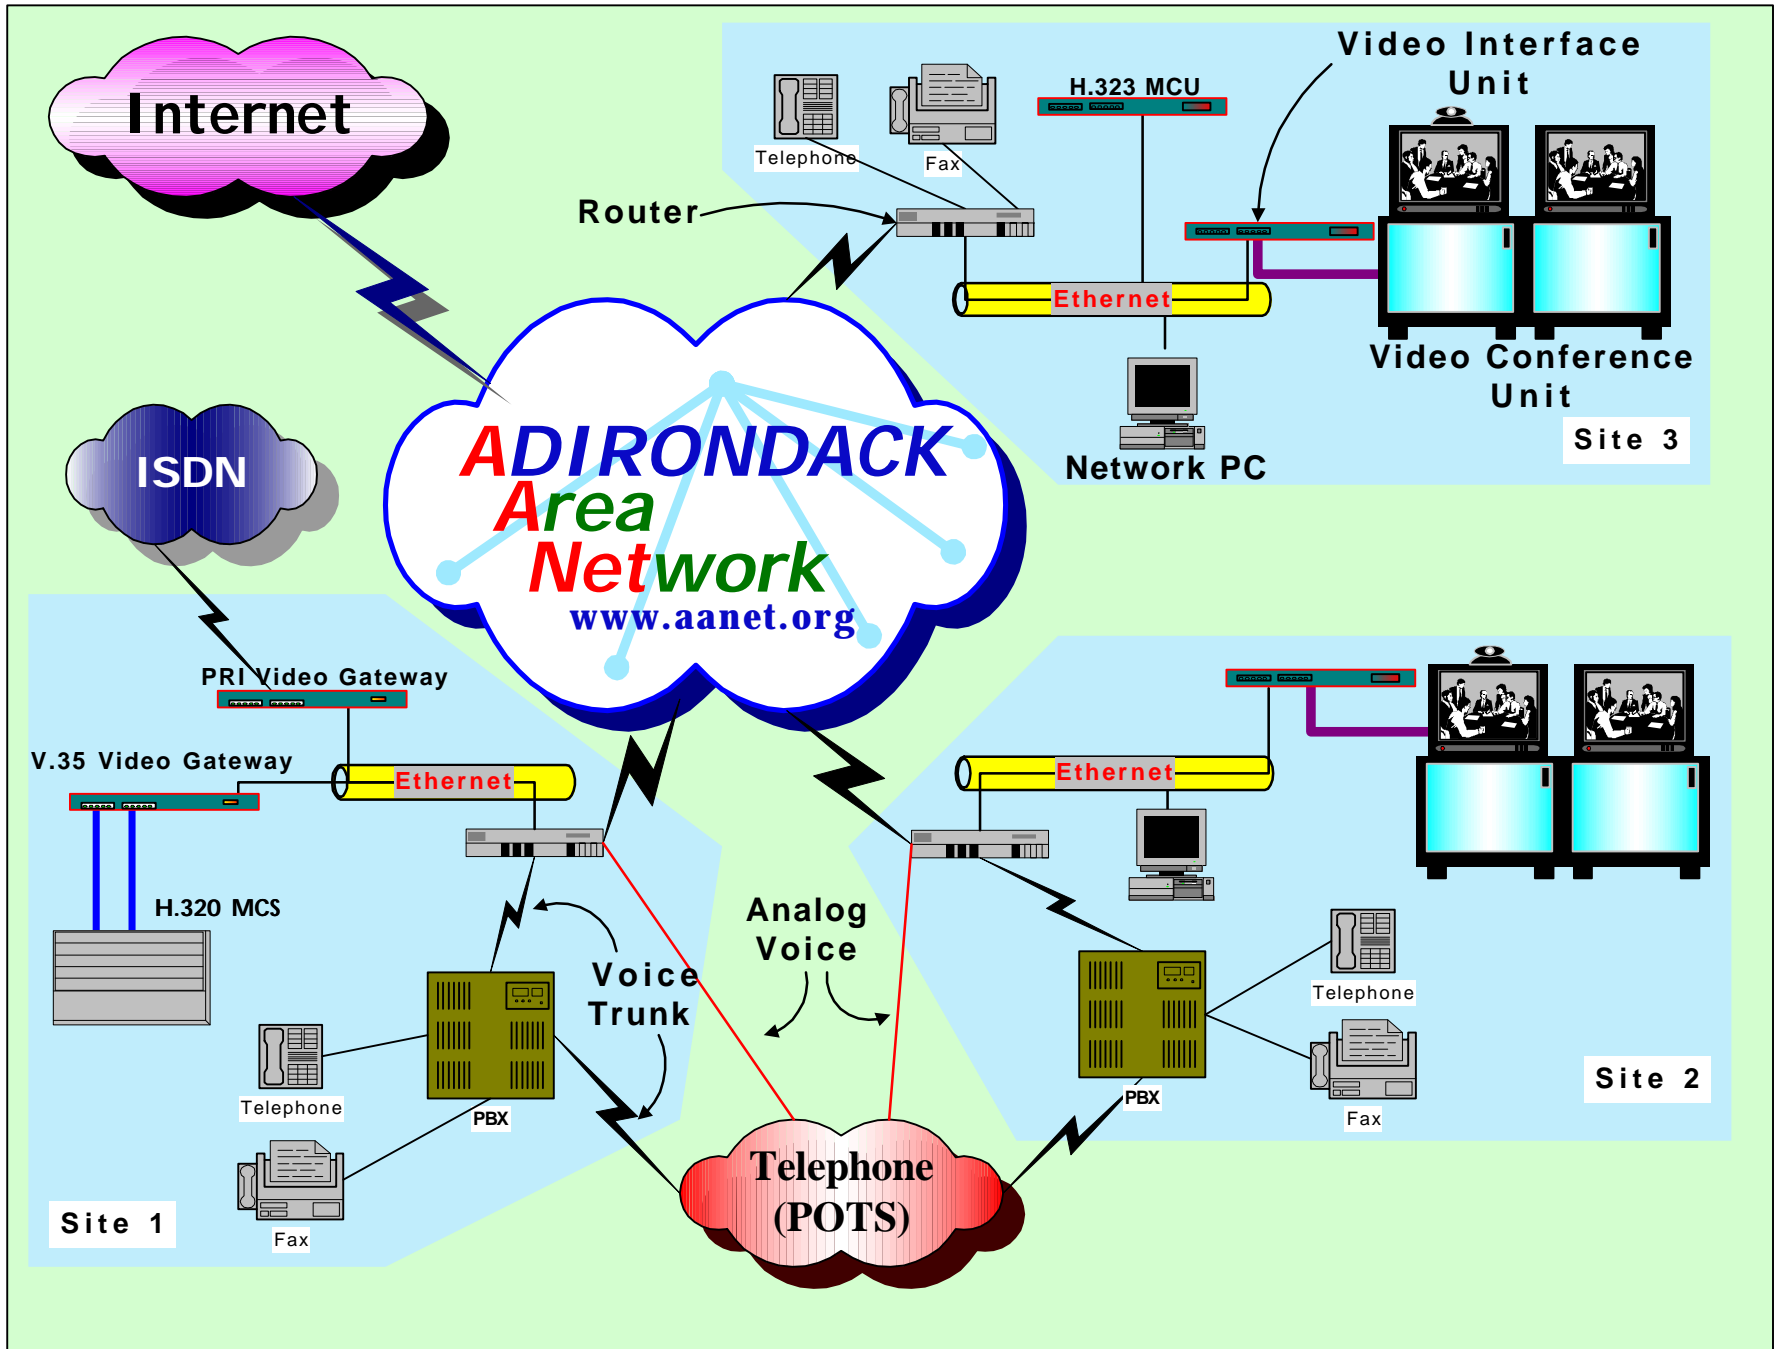 Internet
Video Interface
Unit
H.323 MCU
Telephone
Fax
Router
Ethernet
Video Conference
Unit
Network PC
Site 3
ADIRONDACK
Area
Network
www.aanet.org
ISDN
PRI Video Gateway
V.35 Video Gateway
Ethernet
H.320 MCS
Voice
Trunk
Analog
Voice
Telephone
PBX
Fax
Site 1
Ethernet
Telephone
PBX
Fax
Site 2
Telephone
(POTS)